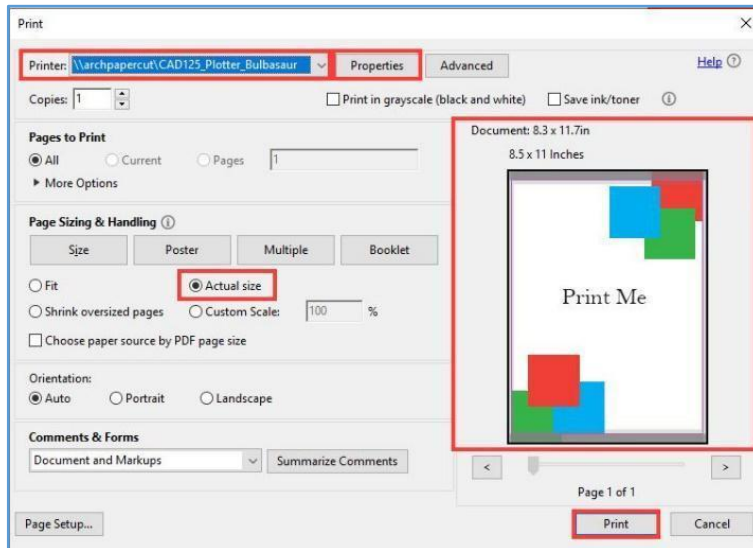 Print
Printer: \\archpapercut\CAD125_Plotter_Bulbasaur Properties Advanced Help
Copies: 1 Print in grayscale (black and white) Save ink/toner
Pages to Print
All Current Pages 1
More Options
Page Sizing & Handling
Size Poster Multiple Booklet
Fit Actual size
Shrink oversized pages Custom Scale: 100 %
Choose paper source by PDF page size
Orientation:
Auto Portrait Landscape
Comments & Forms
Document and Markups Summarize Comments
Document: 8.3 x 11.7in
8.5 x 11 Inches
Print Me
< >
Page 1 of 1
Page Setup... Print Cancel